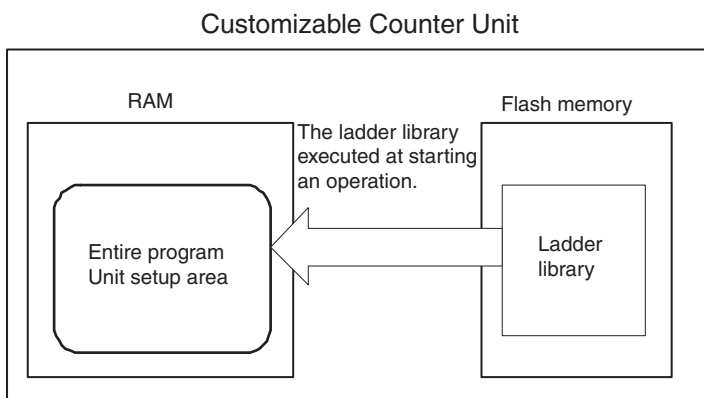 Customizable Counter Unit
RAM
Flash memory
The ladder library
executed at starting
an operation.
Entire program
Unit setup area
Ladder
library